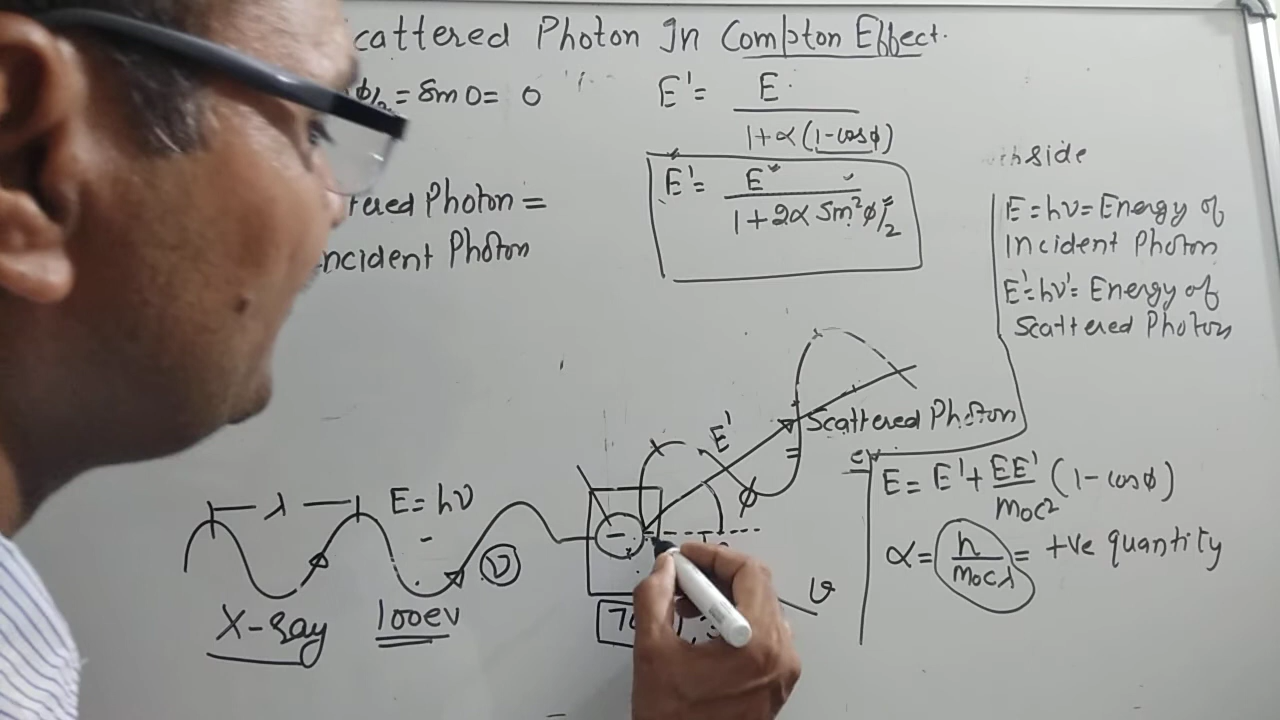 cattered Photon In Compton Effect.
ϕ/2 = Sin 0 = 0
E' = E / 1+α(1-cosϕ)
E' = E / 1+2α Sin²ϕ/2
tered Photon =
ncident Photon
side
E = hν = Energy of
Incident Photon
E' = hν' = Energy of
Scattered Photon
Scattered Photon
E'
ϕ
λ
E = hν
ν
X-ray
100ev
E = E' + EE'/m₀c² (1-cosϕ)
α = h/m₀cλ = +ve quantity